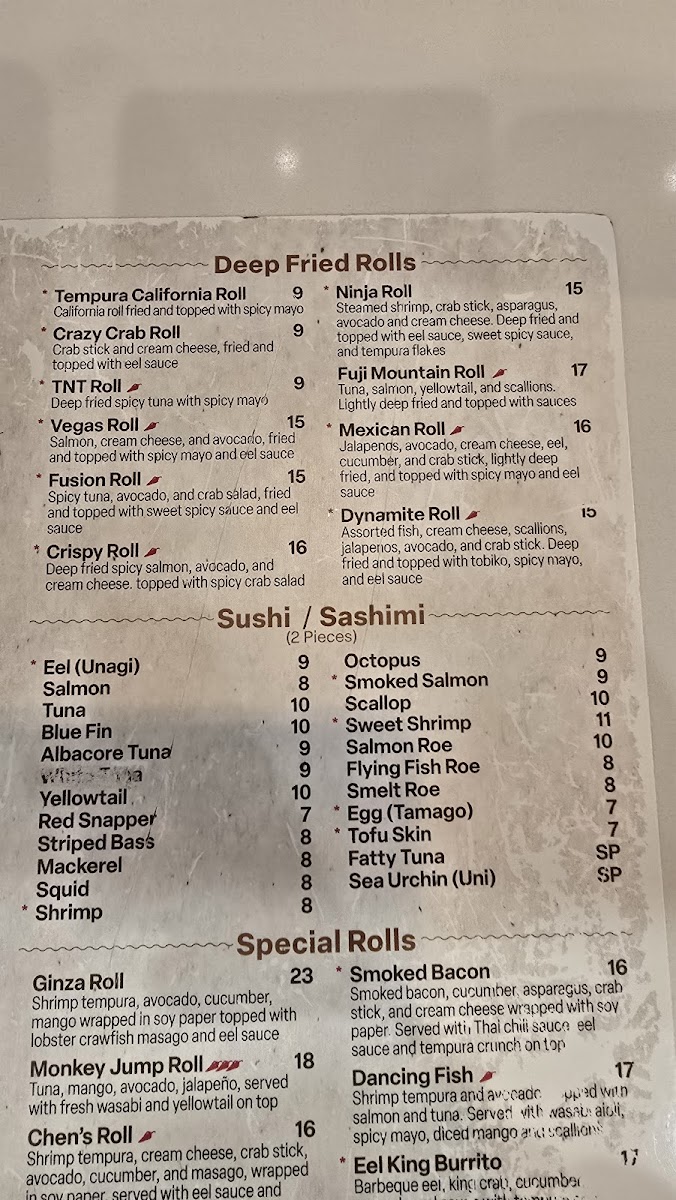 Deep Fried Rolls
* Tempura California Roll 9
California roll fried and topped with spicy mayo
* Crazy Crab Roll 9
Crab stick and cream cheese, fried and
topped with eel sauce
* TNT Roll 9
Deep fried spicy tuna with spicy mayo
* Vegas Roll 15
Salmon, cream cheese, and avocado, fried
and topped with spicy mayo and eel sauce
* Fusion Roll 15
Spicy tuna, avocado, and crab salad, fried
and topped with sweet spicy sauce and eel
sauce
* Crispy Roll 16
Deep fried spicy salmon, avocado, and
cream cheese. topped with spicy crab salad
* Ninja Roll 15
Steamed shrimp, crab stick, asparagus,
avocado and cream cheese. Deep fried and
topped with eel sauce, sweet spicy sauce,
and tempura flakes
Fuji Mountain Roll 17
Tuna, salmon, yellowtail, and scallions.
Lightly deep fried and topped with sauces
* Mexican Roll 16
Jalapenos, avocado, cream cheese, eel,
cucumber, and crab stick, lightly deep
fried, and topped with spicy mayo and eel
sauce
* Dynamite Roll 15
Assorted fish, cream cheese, scallions,
jalapenos, avocado, and crab stick. Deep
fried and topped with tobiko, spicy mayo,
and eel sauce
Sushi / Sashimi
(2 Pieces)
* Eel (Unagi) 9
Salmon 8
Tuna 10
Blue Fin 10
Albacore Tuna 9
White Tuna 9
Yellowtail 10
Red Snapper 7
Striped Bass 8
Mackerel 8
Squid 8
* Shrimp 8
Octopus 9
* Smoked Salmon 9
Scallop 10
* Sweet Shrimp 11
Salmon Roe 10
Flying Fish Roe 8
Smelt Roe 8
* Egg (Tamago) 7
* Tofu Skin 7
Fatty Tuna SP
Sea Urchin (Uni) SP
Special Rolls
Ginza Roll 23
Shrimp tempura, avocado, cucumber,
mango wrapped in soy paper topped with
lobster crawfish masago and eel sauce
Monkey Jump Roll 18
Tuna, mango, avocado, jalapeño, served
with fresh wasabi and yellowtail on top
Chen's Roll 16
Shrimp tempura, cream cheese, crab stick,
avocado, cucumber, and masago, wrapped
in soy paper, served with eel sauce and
* Smoked Bacon 16
Smoked bacon, cucumber, asparagus, crab
stick, and cream cheese wrapped with soy
paper. Served with Thai chili sauce eel
sauce and tempura crunch on top
Dancing Fish 17
Shrimp tempura and avocado with
salmon and tuna. Served with wasabi aioli,
spicy mayo, diced mango and scallions
* Eel King Burrito 17
Barbeque eel, king crab, cucumber